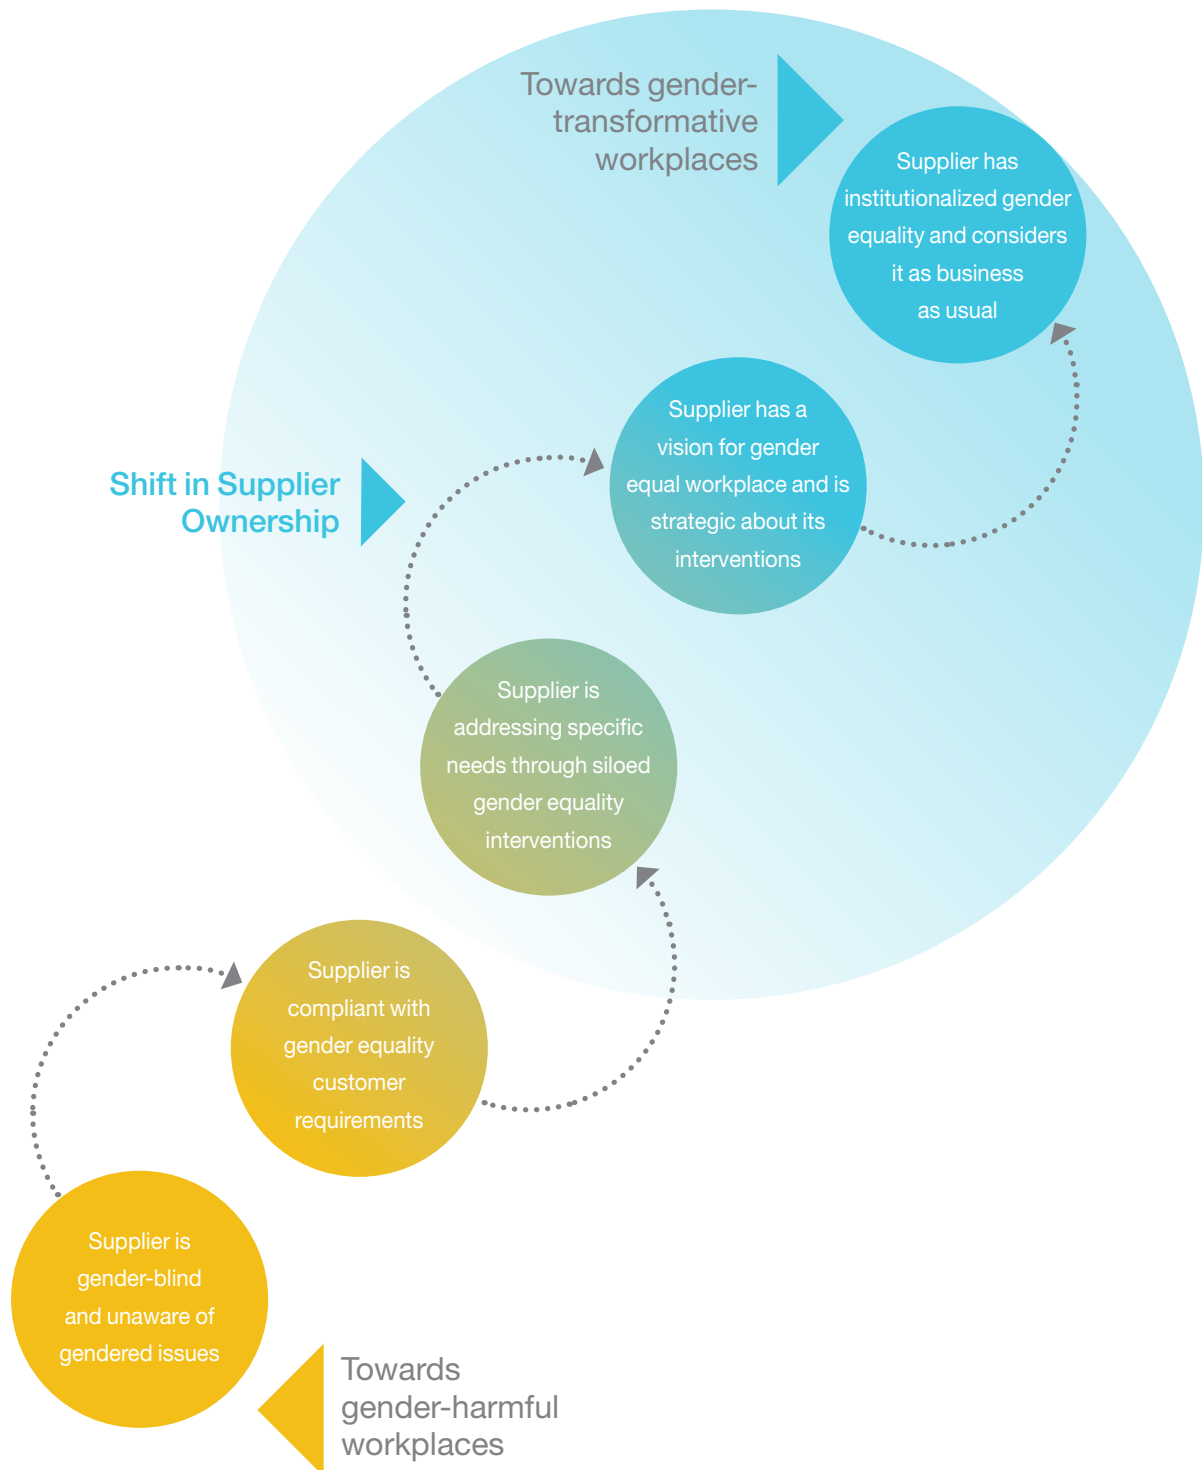 Towards gender-
transformative
workplaces
Supplier has
institutionalized gender
equality and considers
it as business
as usual
Supplier has a
vision for gender
equal workplace and is
strategic about its
interventions
Shift in Supplier
Ownership
Supplier is
addressing specific
needs through siloed
gender equality
interventions
Supplier is
compliant with
gender equality
customer
requirements
Supplier is
gender-blind
and unaware of
gendered issues
Towards
gender-harmful
workplaces